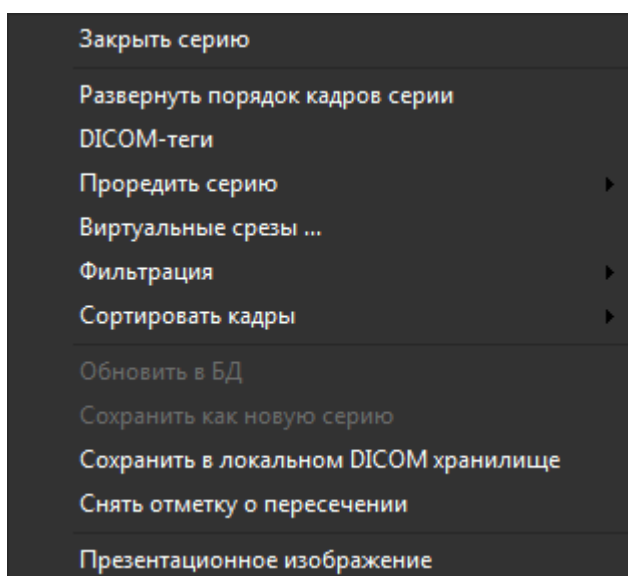 Закрыть серию
Развернуть порядок кадров серии
DICOM-теги
Проредить серию
Виртуальные срезы ...
Фильтрация
Сортировать кадры
Обновить в БД
Сохранить как новую серию
Сохранить в локальном DICOM хранилище
Снять отметку о пересечении
Презентационное изображение